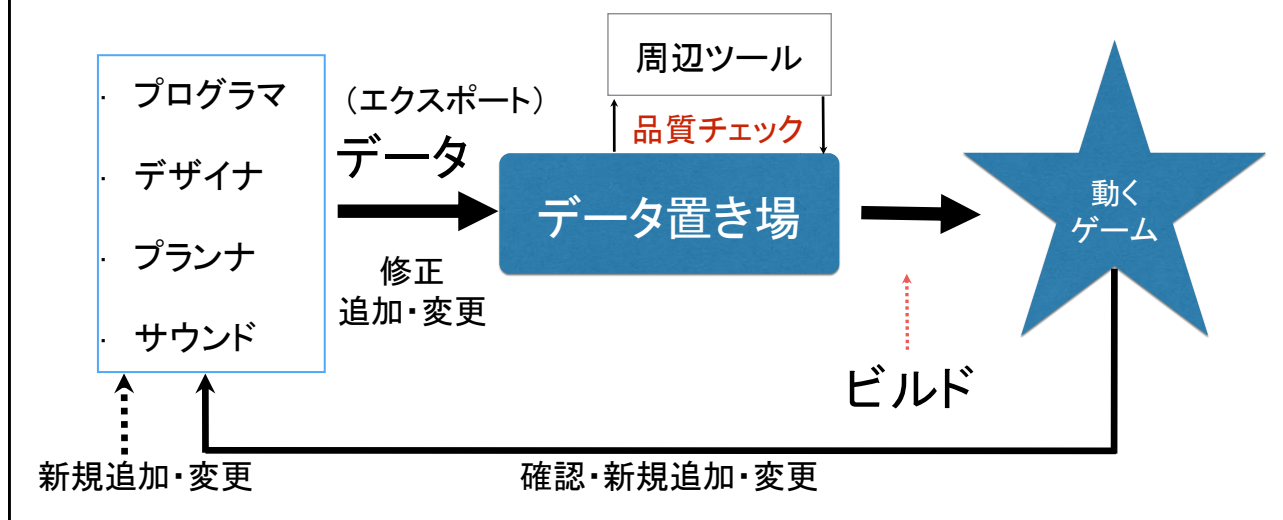 ・ プログラマ
・ デザイナ
・ プランナ
・ サウンド
（エクスポート）
データ
修正
追加・変更
周辺ツール
品質チェック
データ置き場
動く
ゲーム
ビルド
新規追加・変更
確認・新規追加・変更